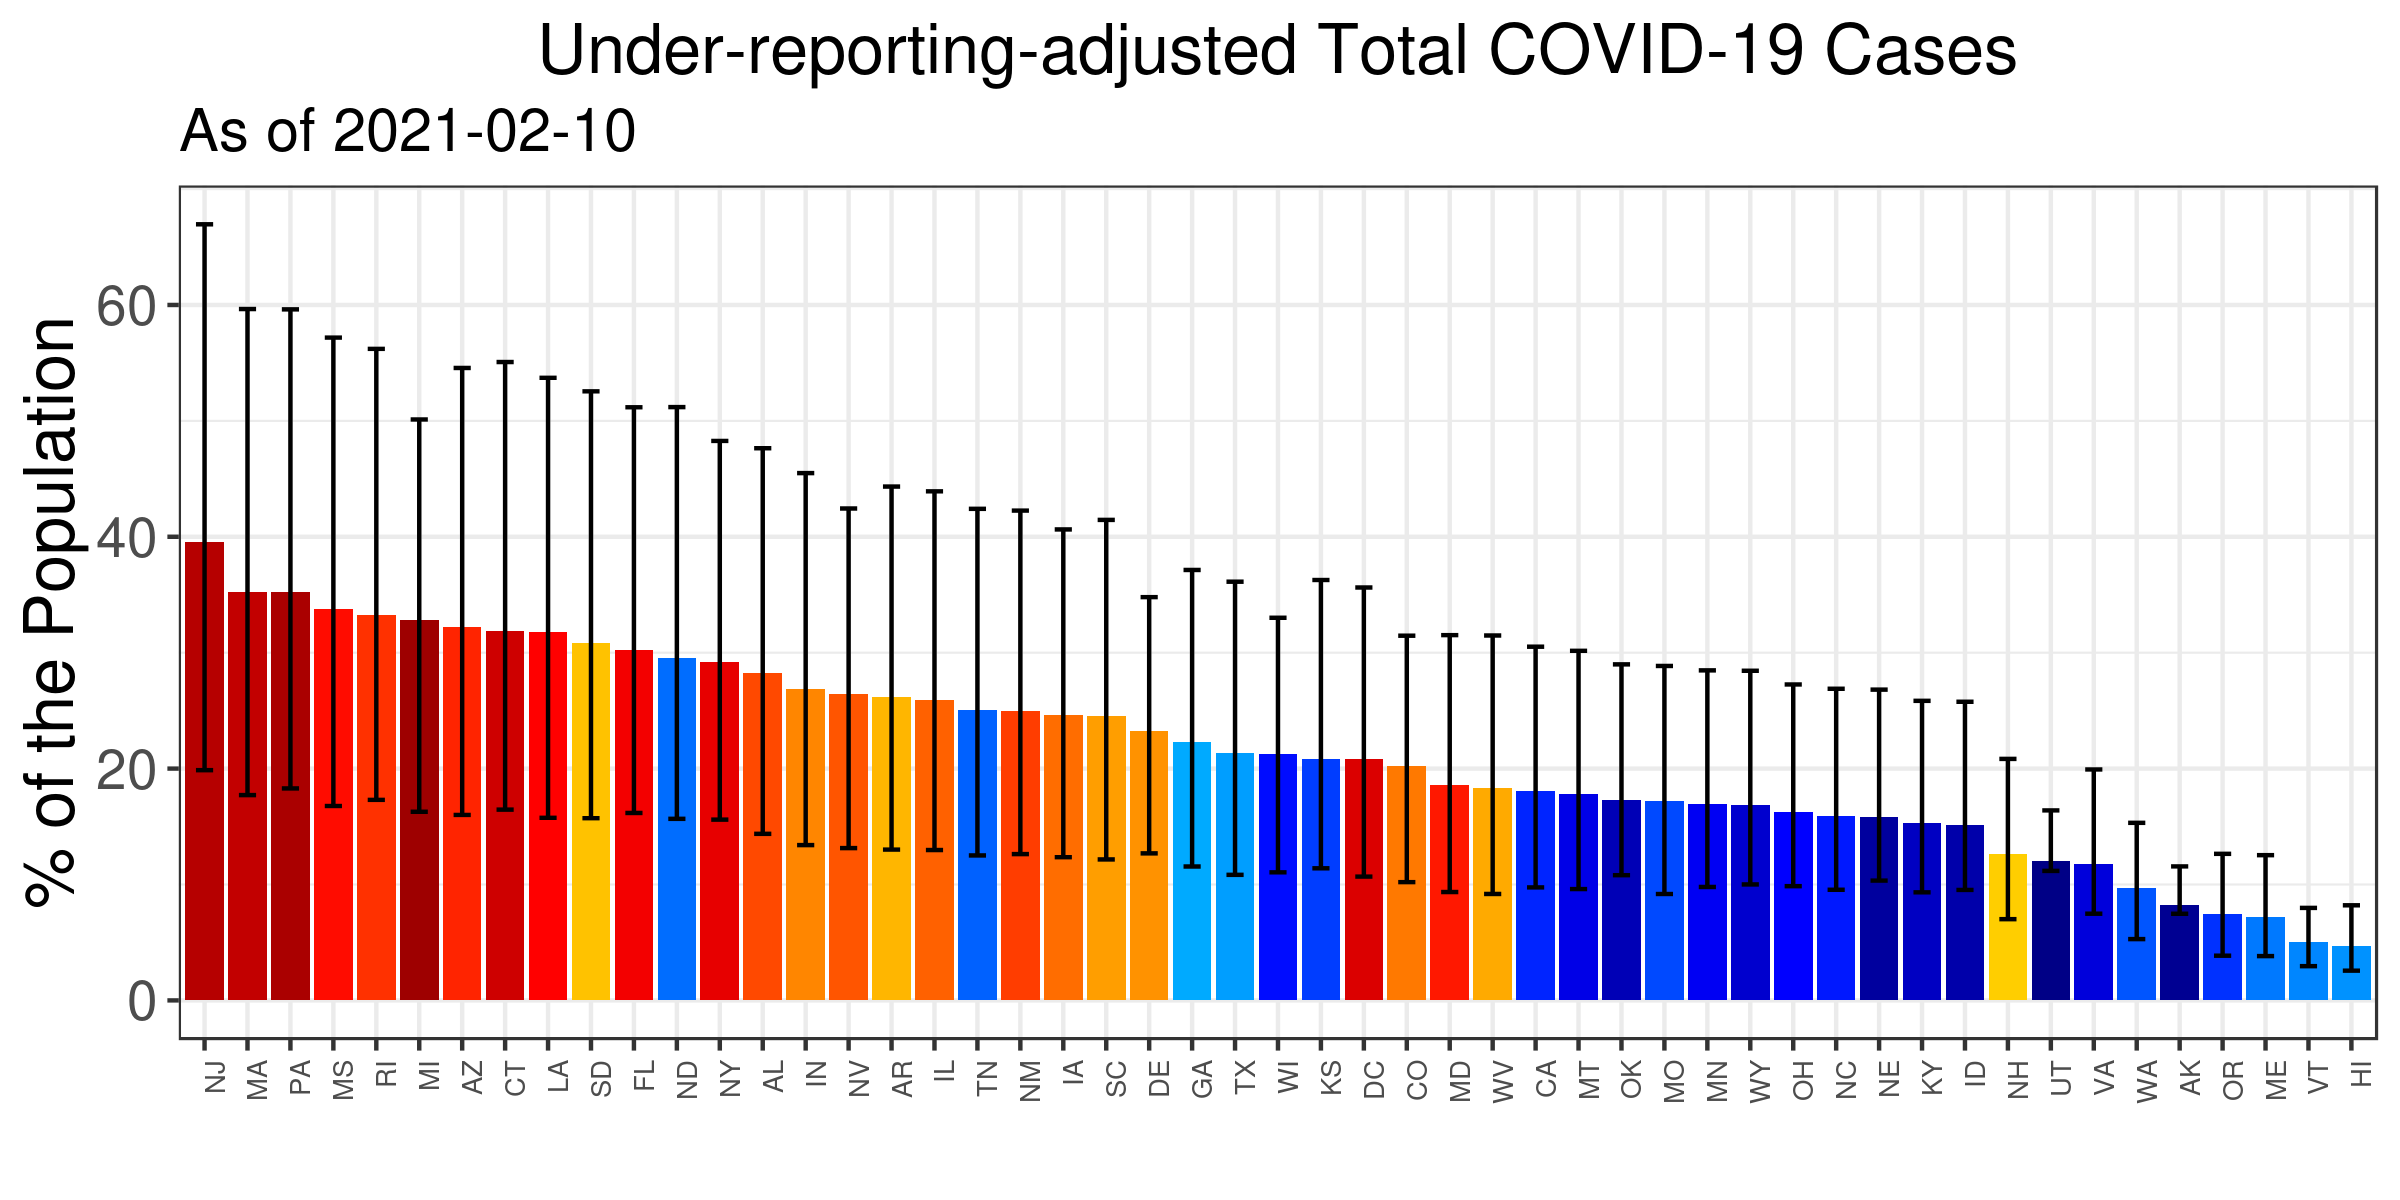 Under-reporting-adjusted Total COVID-19 Cases
As of 2021-02-10
% of the Population
60
40
20
0
NJ MA PA MS RI MI AZ CT LA SD FL ND NY AL IN NV AR IL TN NM IA SC DE GA TX WI KS DC CO MD WV CA MT OK MO MN WY OH NC NE KY ID NH UT VA WA AK OR ME VT HI